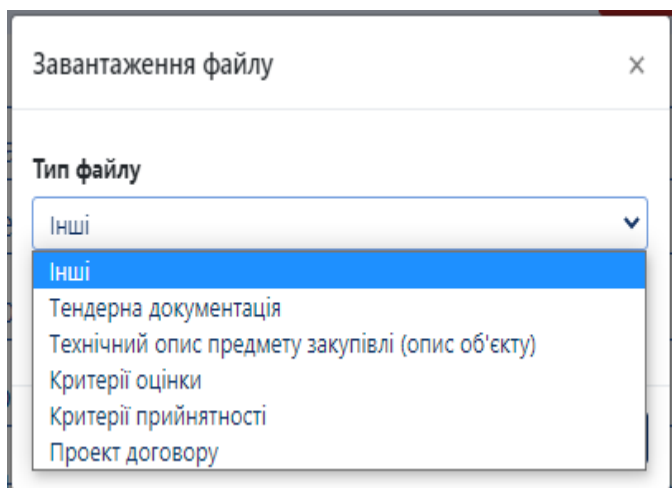 Завантаження файлу
Тип файлу
Інші
Інші
Тендерна документація
Технічний опис предмету закупівлі (опис об'єкту)
Критерії оцінки
Критерії прийнятності
Проект договору